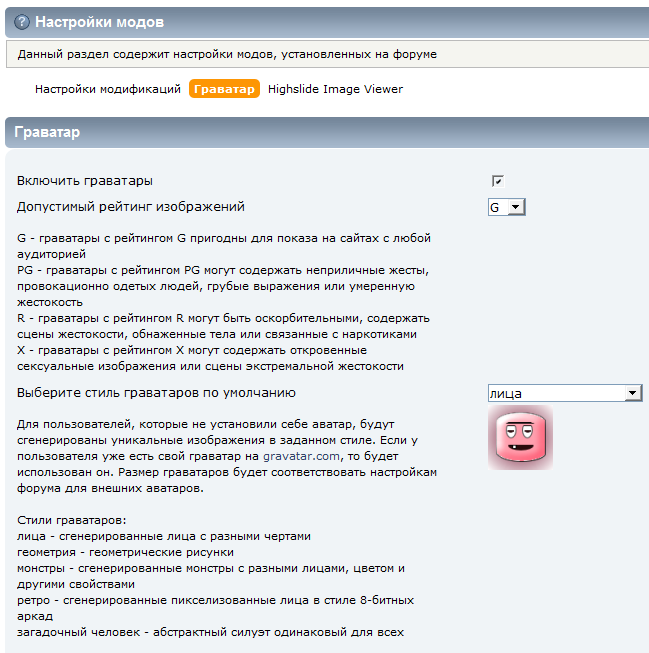 Настройки модов
Данный раздел содержит настройки модов, установленных на форуме
Настройки модификаций Граватар Highslide Image Viewer
Граватар
Включить граватары
Допустимый рейтинг изображений G
G - граватары с рейтингом G пригодны для показа на сайтах с любой
аудиторией
PG - граватары с рейтингом PG могут содержать неприличные жесты,
провокационно одетых людей, грубые выражения или умеренную
жестокость
R - граватары с рейтингом R могут быть оскорбительными, содержать
сцены жестокости, обнаженные тела или связанные с наркотиками
X - граватары с рейтингом X могут содержать откровенные
сексуальные изображения или сцены экстремальной жестокости
Выберите стиль граватаров по умолчанию лица
Для пользователей, которые не установили себе аватар, будут
сгенерированы уникальные изображения в заданном стиле. Если у
пользователя уже есть свой граватар на gravatar.com, то будет
использован он. Размер граватаров будет соответствовать настройкам
форума для внешних аватаров.
Стили граватаров:
лица - сгенерированные лица с разными чертами
геометрия - геометрические рисунки
монстры - сгенерированные монстры с разными лицами, цветом и
другими свойствами
ретро - сгенерированные пикселизованные лица в стиле 8-битных
аркад
загадочный человек - абстрактный силуэт одинаковый для всех